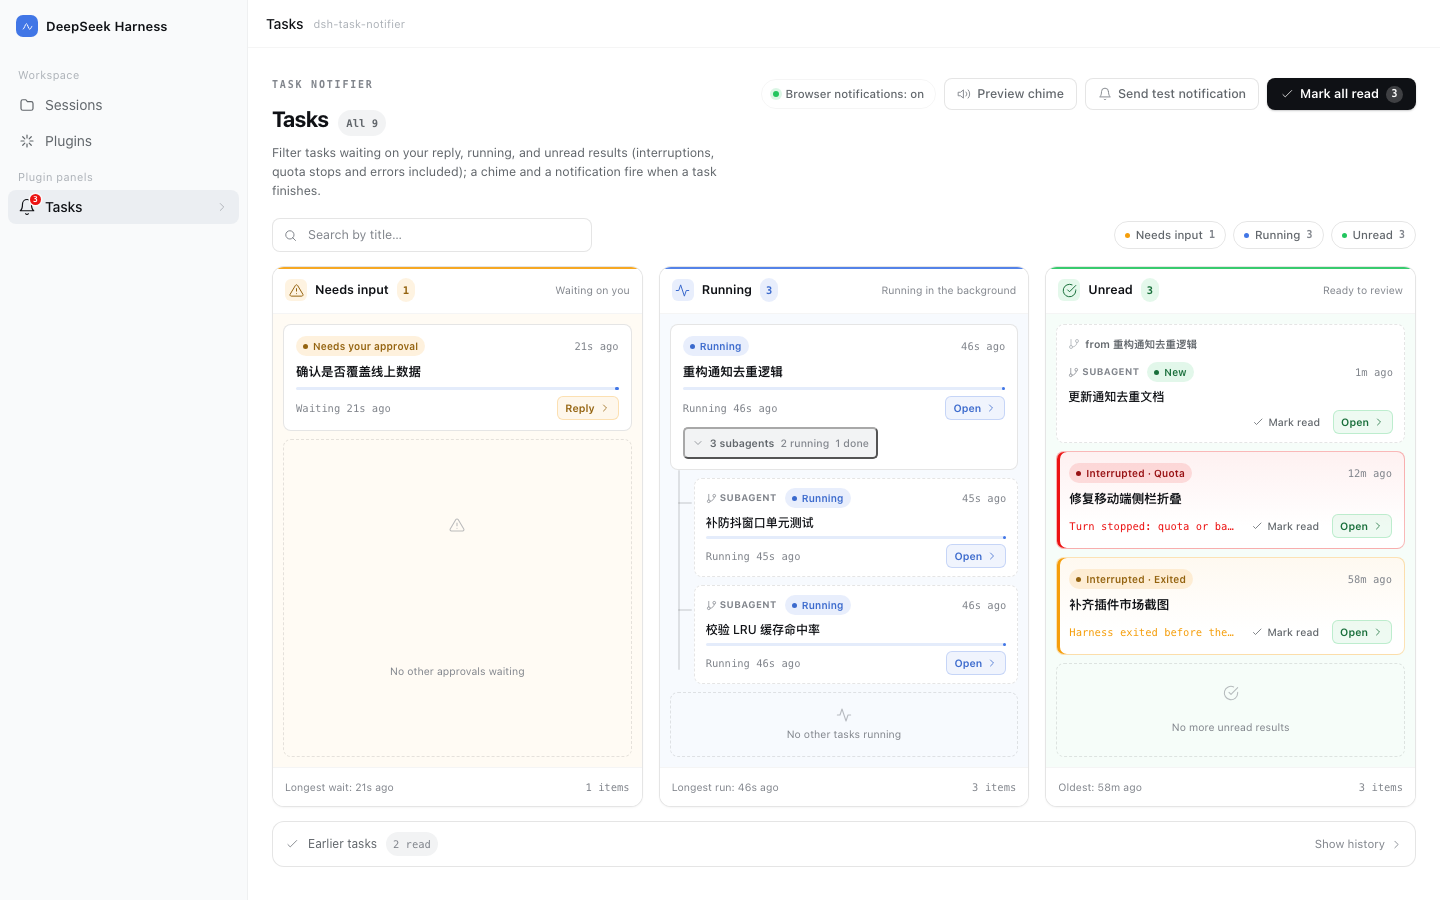 DeepSeek Harness
Workspace
Sessions
Plugins
Plugin panels
3
Tasks
Tasks dsh-task-notifier
TASK NOTIFIER
Tasks All 9
Filter tasks waiting on your reply, running, and unread results (interruptions,
quota stops and errors included); a chime and a notification fire when a task
finishes.
Browser notifications: on
Preview chime
Send test notification
Mark all read 3
Search by title...
Needs input 1
Running 3
Unread 3
Needs input 1 Waiting on you
Needs your approval 21s ago
确认是否覆盖线上数据
Waiting 21s ago Reply
No other approvals waiting
Longest wait: 21s ago 1 items
Running 3 Running in the background
Running 46s ago
重构通知去重逻辑
Running 46s ago Open
3 subagents 2 running 1 done
SUBAGENT Running 45s ago
补防抖窗口单元测试
Running 45s ago Open
SUBAGENT Running 46s ago
校验 LRU 缓存命中率
Running 46s ago Open
No other tasks running
Longest run: 46s ago 3 items
Unread 3 Ready to review
from 重构通知去重逻辑
SUBAGENT New 1m ago
更新通知去重文档
Mark read Open
Interrupted · Quota 12m ago
修复移动端侧栏折叠
Turn stopped: quota or ba… Mark read Open
Interrupted · Exited 58m ago
补齐插件市场截图
Harness exited before the… Mark read Open
No more unread results
Oldest: 58m ago 3 items
Earlier tasks 2 read Show history